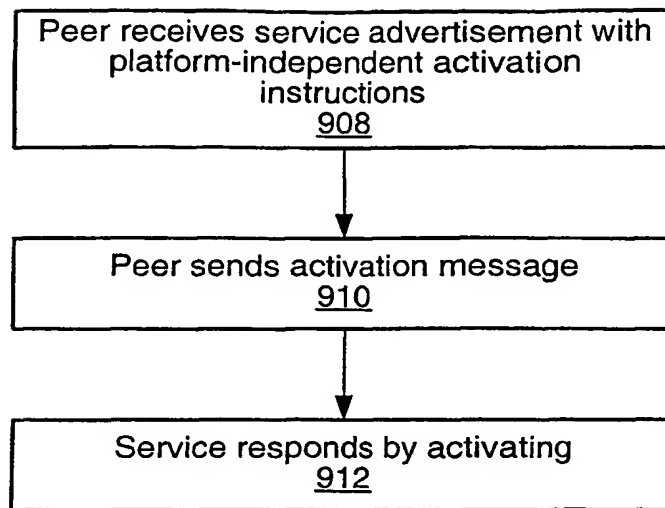 Peer receives service advertisement with
platform-independent activation
instructions
908
Peer sends activation message
910
Service responds by activating
912